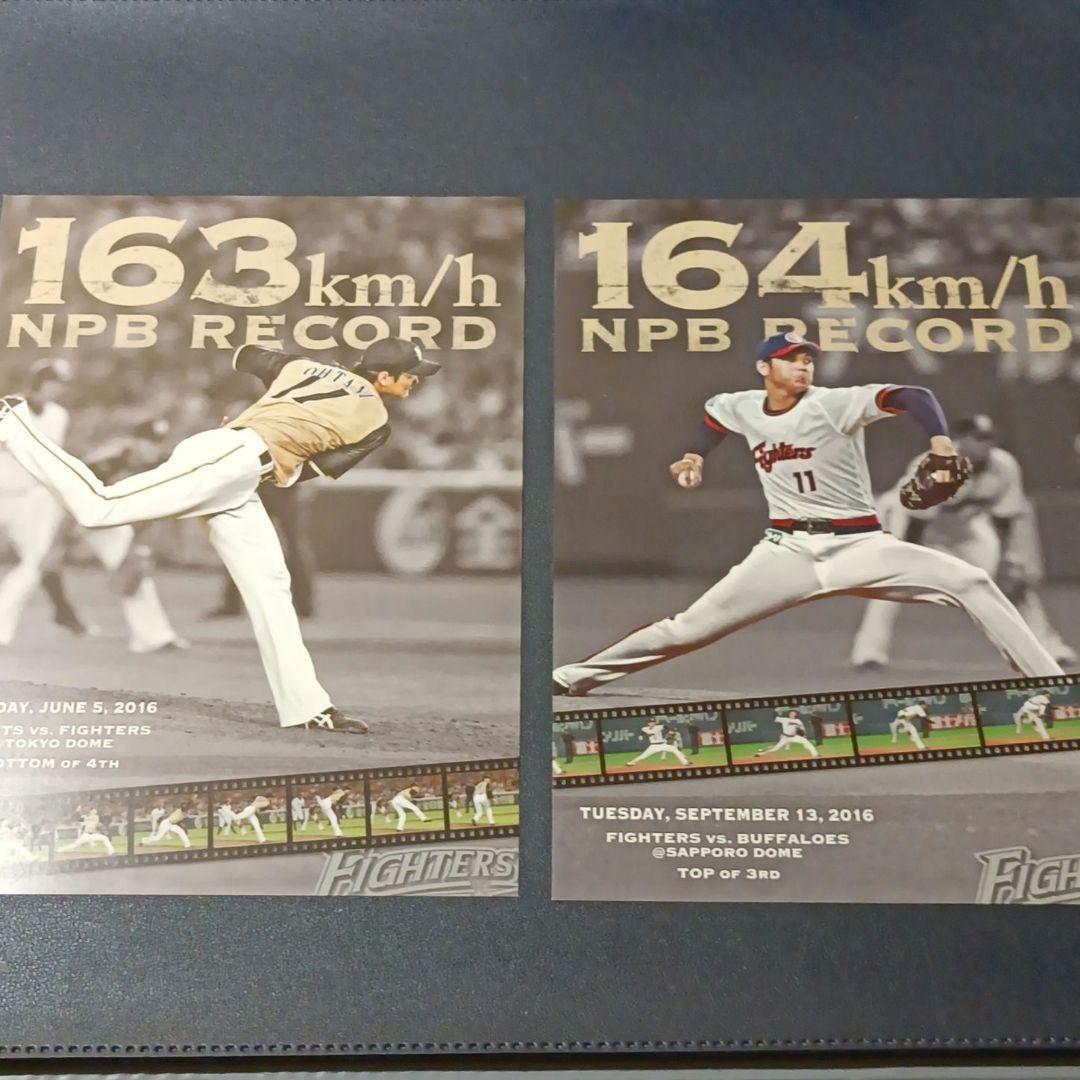 163km/h
NPB RECORD
OHTANI
11
DAY, JUNE 5, 2016
TS vs. FIGHTERS
TOKYO DOME
OTTOM OF 4TH
FIGHTERS
164km/h
NPB RECORD
Fighters
11
TUESDAY, SEPTEMBER 13, 2016
FIGHTERS vs. BUFFALOES
@SAPPORO DOME
TOP OF 3RD
FIGH